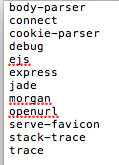 body-parser
connect
cookie-parser
debug
ejs
express
jade
morgan
openurl
serve-favicon
stack-trace
trace